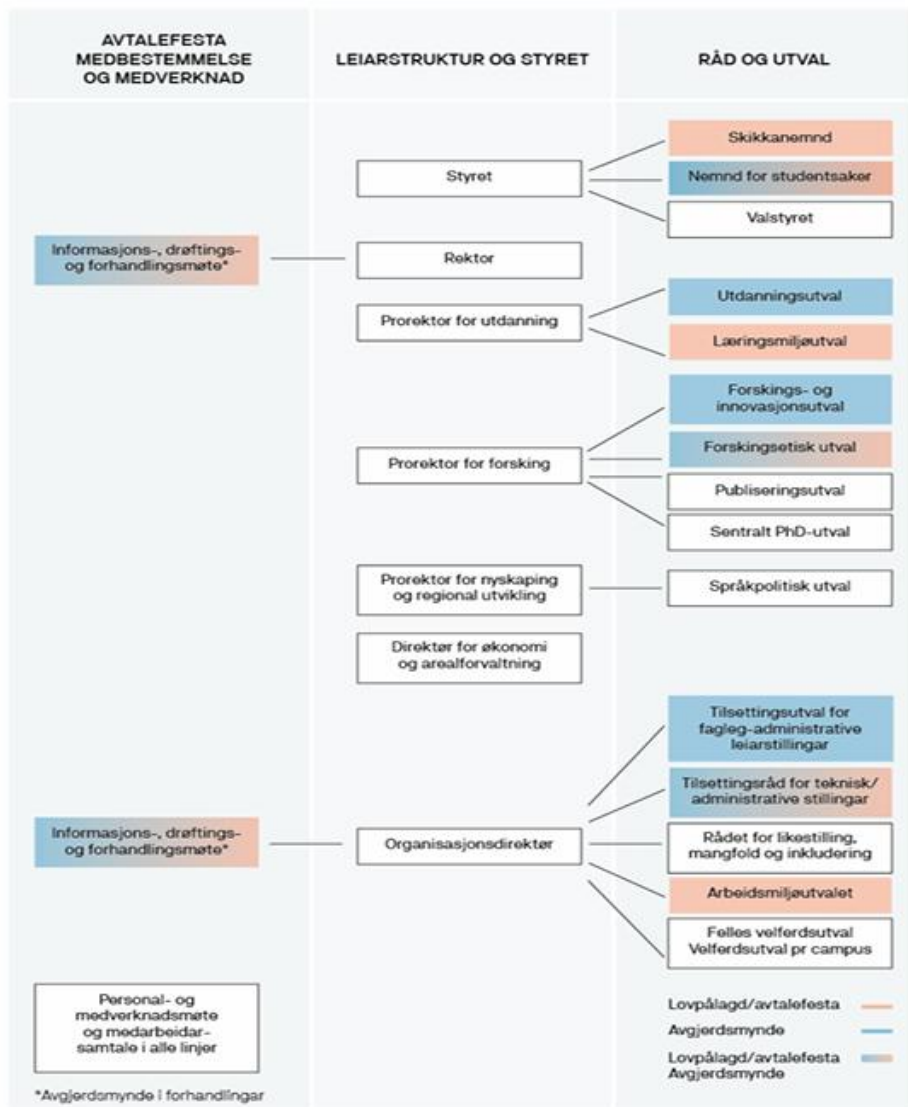 AVTALEFESTA
MEDBESTEMMELSE
OG MEDVERKNAD
LEIARSTRUKTUR OG STYRET
RÅD OG UTVAL
Styret
Skikkanemnd
Nemnd for studentsaker
Valstyret
Informasjons-, drøftings-
og forhandlingsmøte*
Rektor
Prorektor for utdanning
Utdanningsutval
Læringsmiljøutval
Prorektor for forsking
Forskings- og
innovasjonsutval
Forskingsetisk utval
Publiseringsutval
Sentralt PhD-utval
Prorektor for nyskaping
og regional utvikling
Språkpolitisk utval
Direktør for økonomi
og arealforvaltning
Informasjons-, drøftings-
og forhandlingsmøte*
Organisasjonsdirektør
Tilsettingsutval for
fagleg-administrative
leiarstillingar
Tilsettingsråd for teknisk/
administrative stillingar
Rådet for likestilling,
mangfold og inkludering
Arbeidsmiljøutvalet
Felles velferdsutval
Velferdsutval pr campus
Personal- og
medverknadsmøte
og medarbeidar-
samtale i alle linjer
*Avgjerdsmynde i forhandlingar
Lovpålagd/avtalefesta
Avgjerdsmynde
Lovpålagd/avtalefesta
Avgjerdsmynde